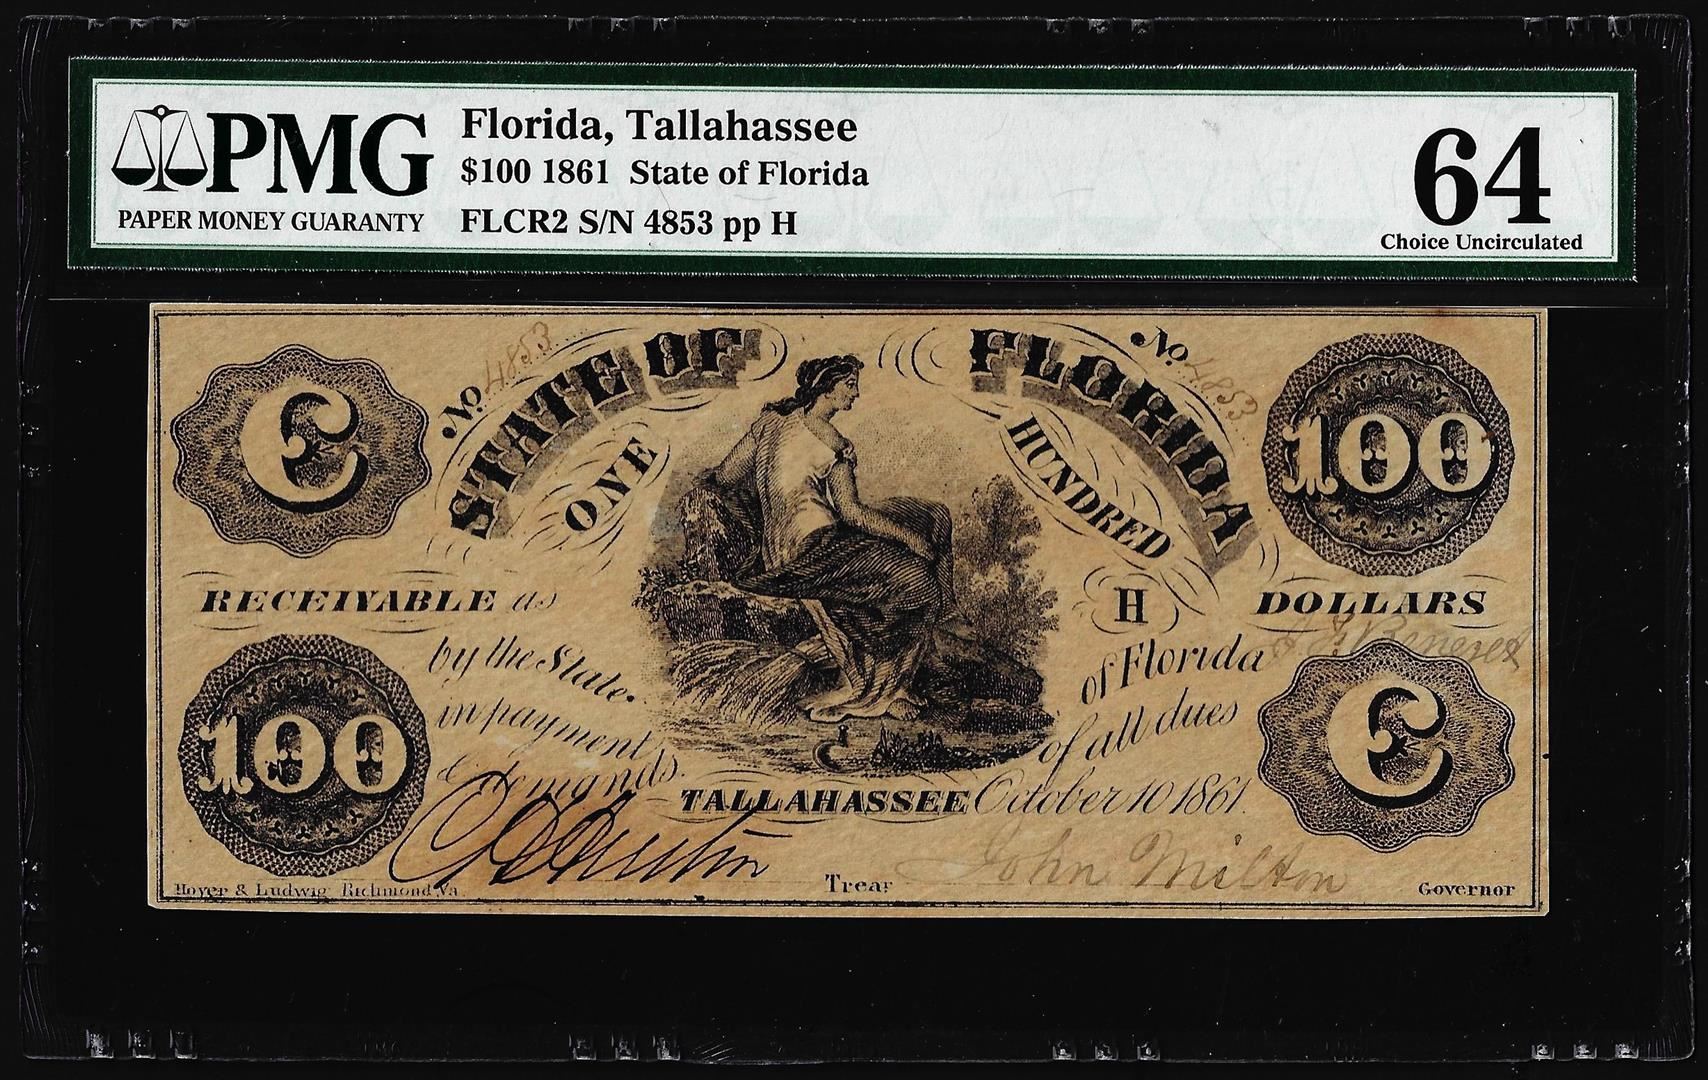 PMG
PAPER MONEY GUARANTY
Florida, Tallahassee
$100 1861 State of Florida
FLCR2 S/N 4853 pp H
64
Choice Uncirculated
No. 4853
No. 4853
STATE OF FLORIDA
C
ONE HUNDRED
100
H
RECEIVABLE as
DOLLARS
by the State
of Florida
in payment
of all dues
& demands.
100
C
TALLAHASSEE October 10 1861.
John Milton
Hoyer & Ludwig, Richmond, Va.
Trear
Governor